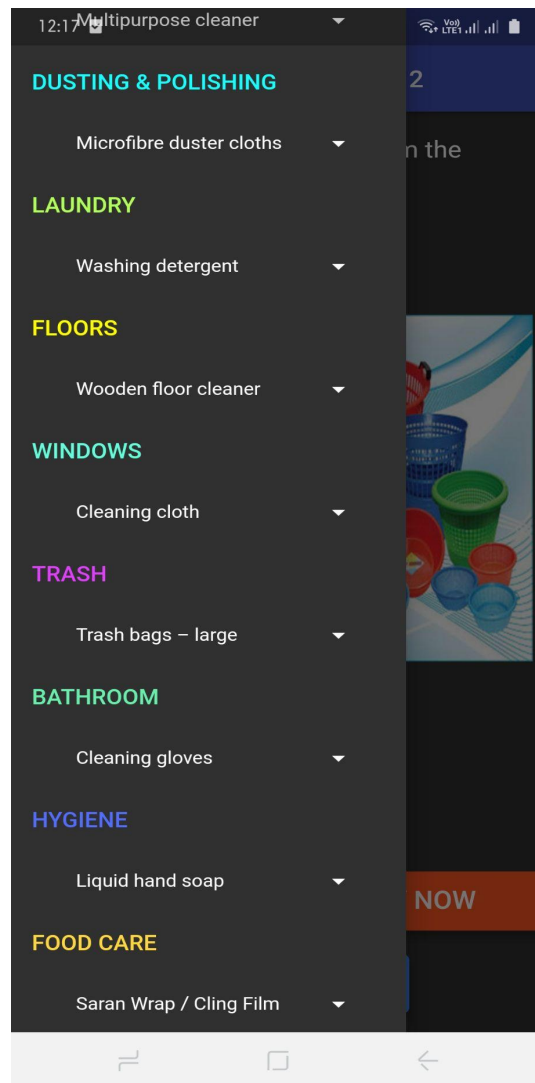 Multipurpose cleaner
12:17
Vo))
LTE1
2
DUSTING & POLISHING
Microfibre duster cloths
n the
LAUNDRY
Washing detergent
FLOORS
Wooden floor cleaner
WINDOWS
Cleaning cloth
TRASH
Trash bags – large
BATHROOM
Cleaning gloves
HYGIENE
Liquid hand soap
NOW
FOOD CARE
Saran Wrap / Cling Film